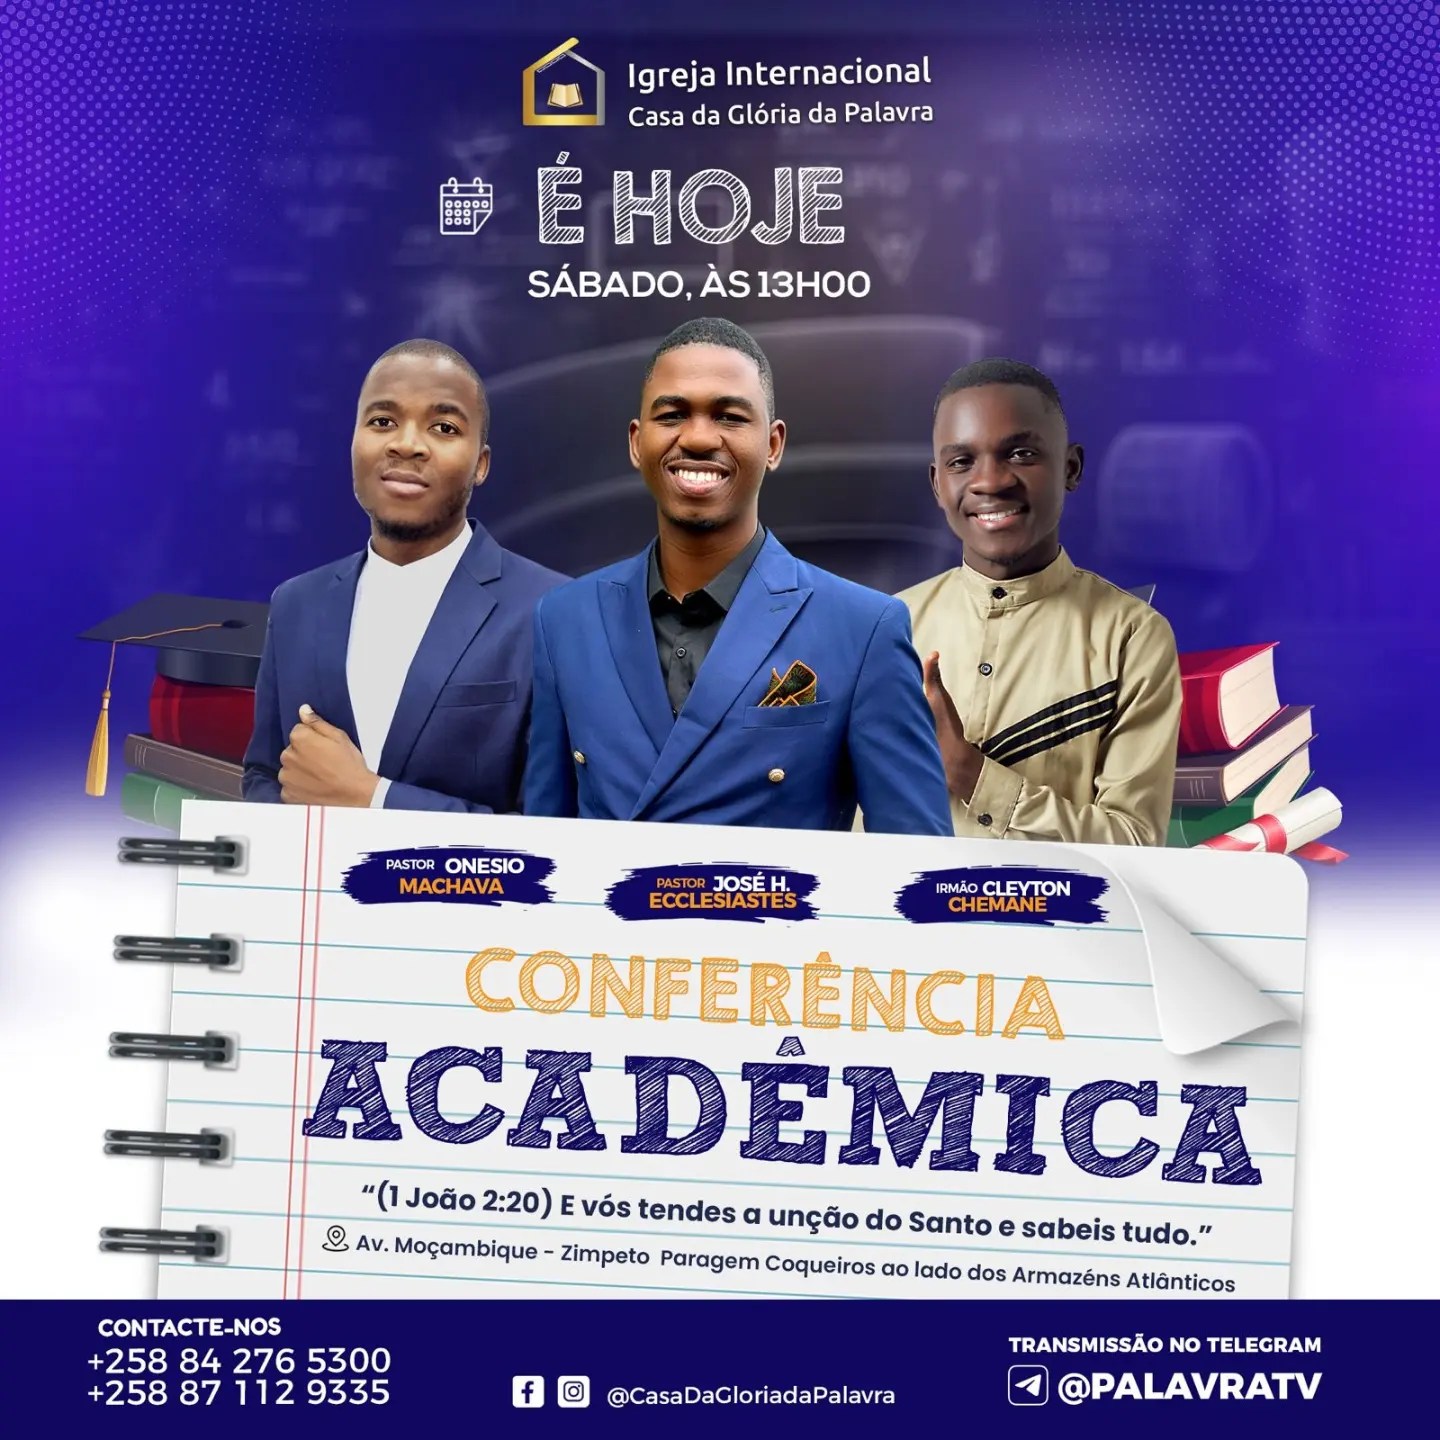 Igreja Internacional
Casa da Glória da Palavra
É HOJE
SÁBADO, ÀS 13H00
PASTOR ONESIO
MACHAVA
PASTOR JOSÉ H.
ECCLESIASTES
IRMÃO CLEYTON
CHEMANE
CONFERÊNCIA
ACADÊMICA
“(1 João 2:20) E vós tendes a unção do Santo e sabeis tudo.”
Av. Moçambique - Zimpeto Paragem Coqueiros ao lado dos Armazéns Atlânticos
CONTACTE-NOS
+258 84 276 5300
+258 87 112 9335
@CasaDaGloriadaPalavra
TRANSMISSÃO NO TELEGRAM
@PALAVRATV